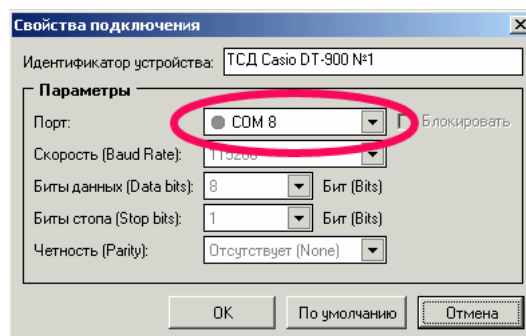 Свойства подключения
Идентификатор устройства: ТСД Casio DT-900 №1
Параметры
Порт: COM 8 Блокировать
Скорость (Baud Rate): 115200
Биты данных (Data bits): 8 Бит (Bits)
Биты стопа (Stop bits): 1 Бит (Bits)
Четность (Parity): Отсутствует (None)
OK По умолчанию Отмена